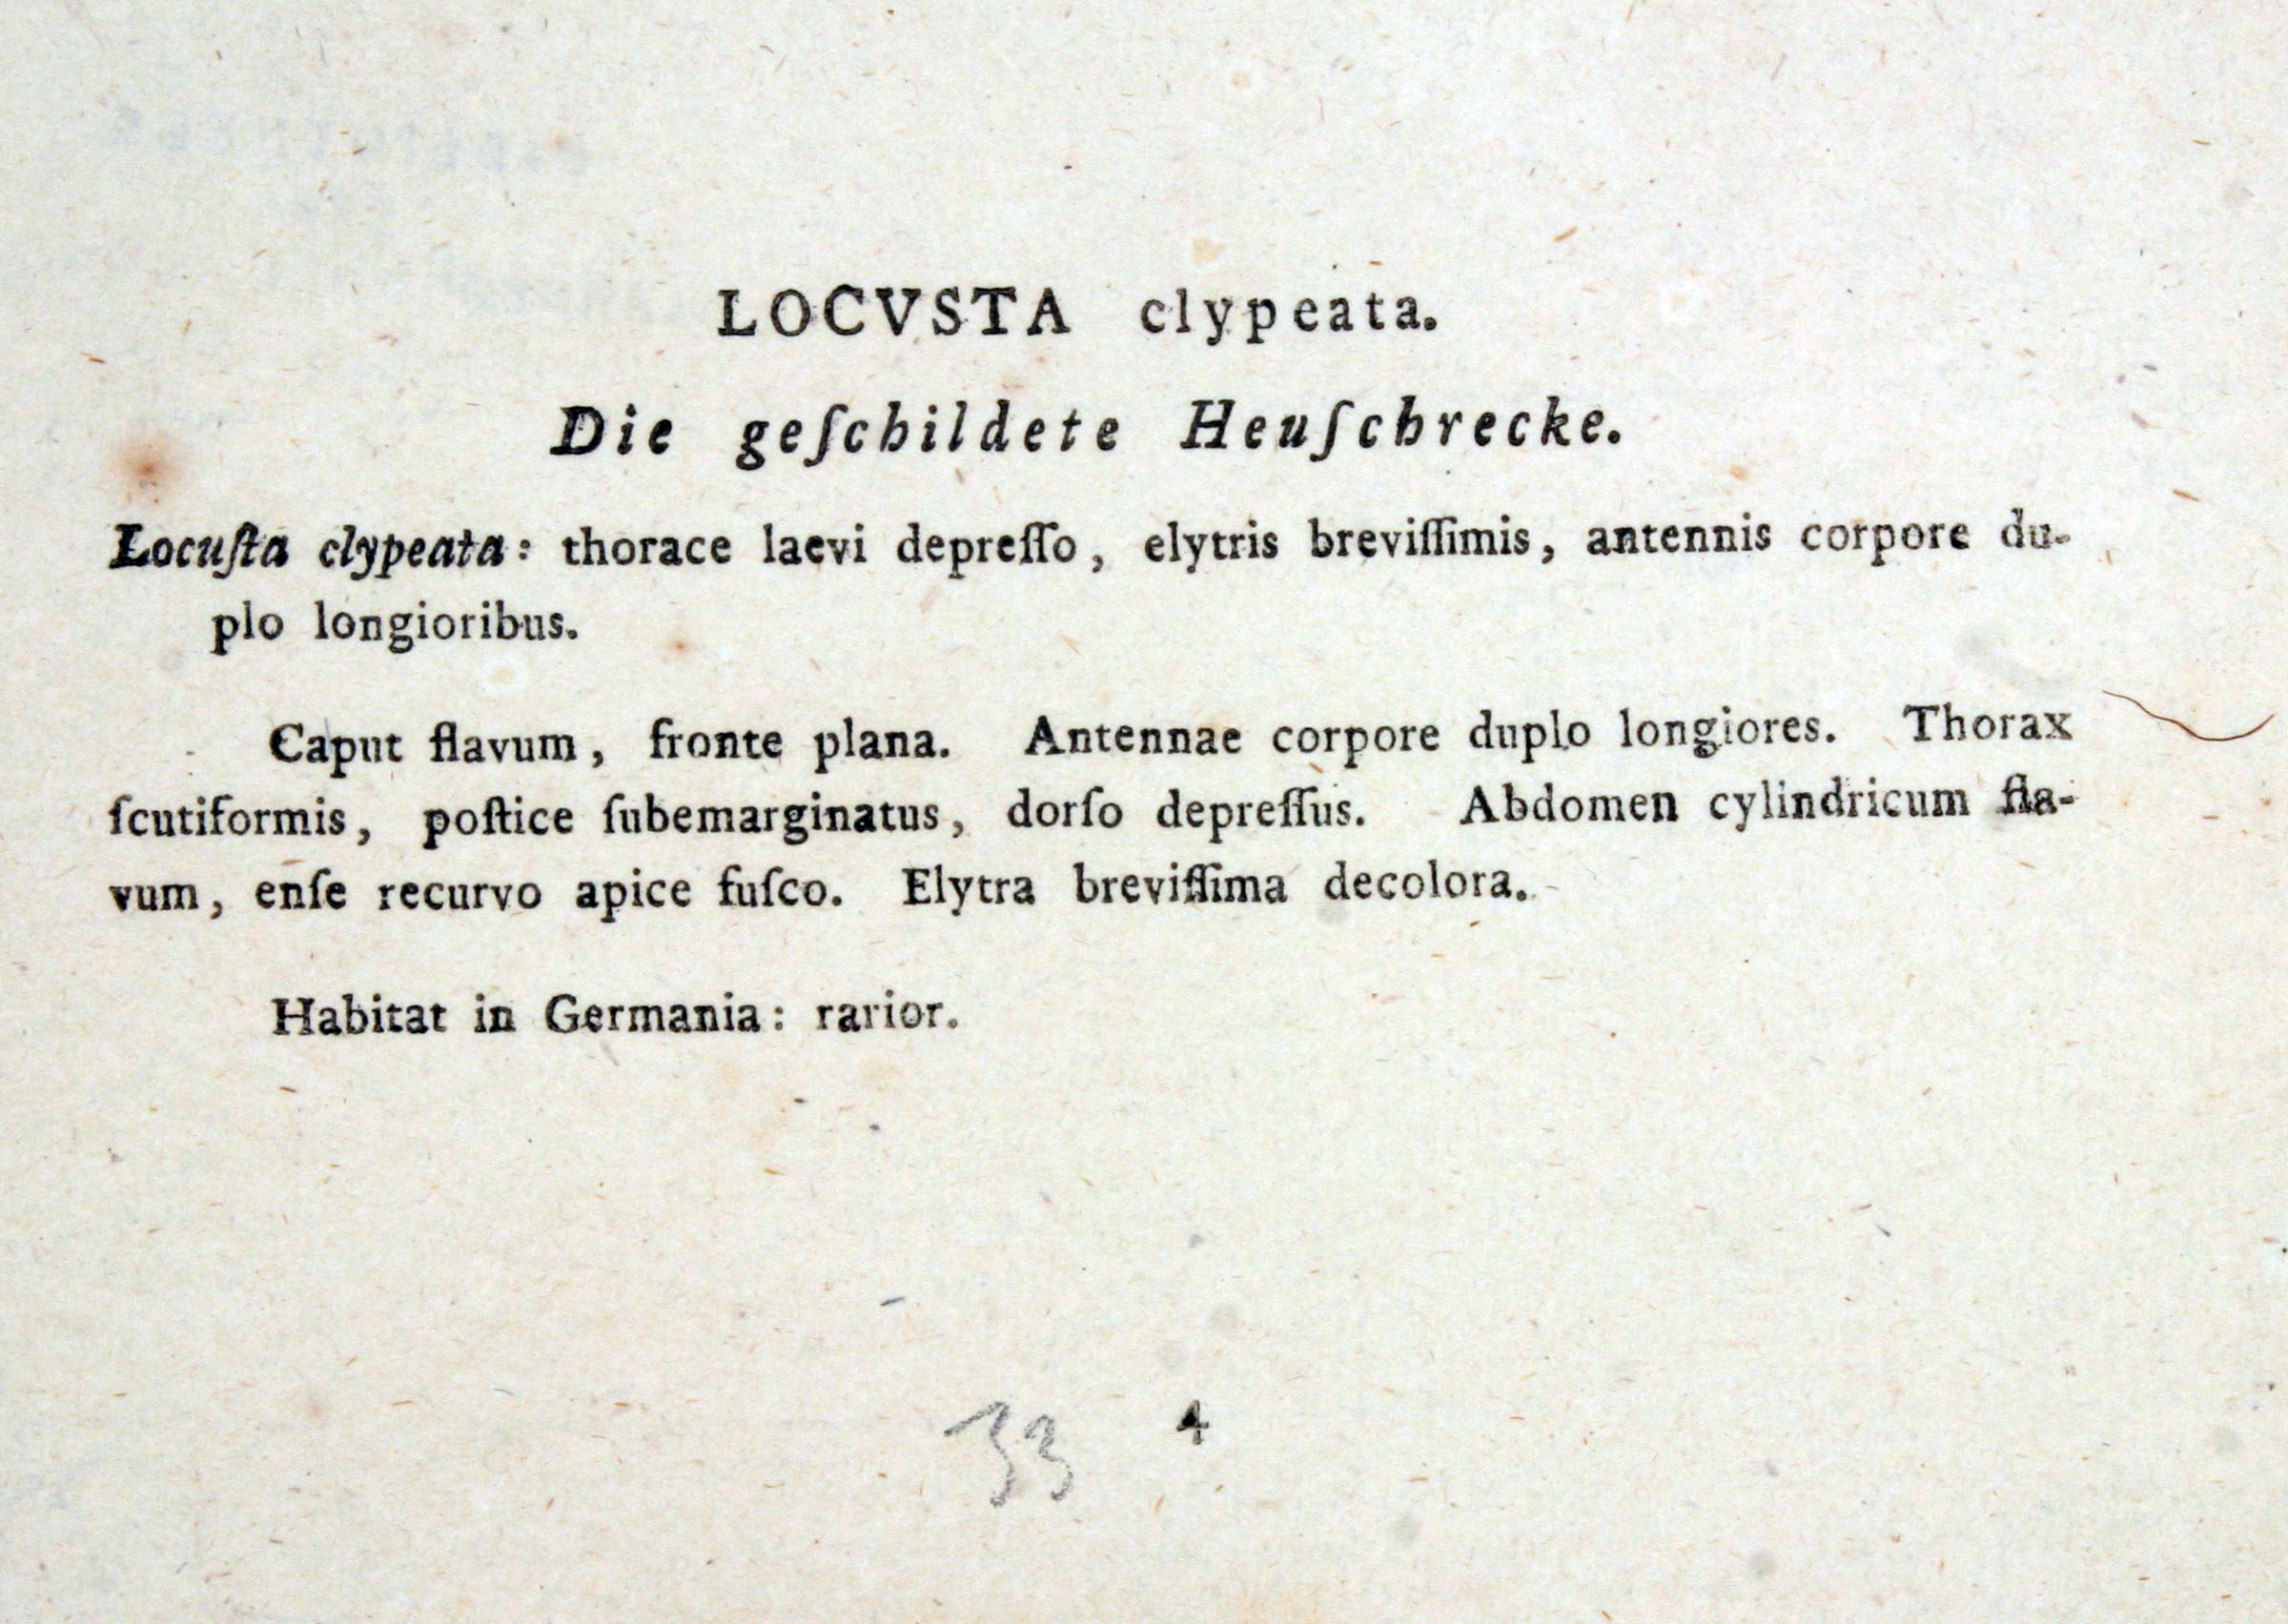 LOCVSTA clypeata.
Die geſchildete Heuſchrecke.
Locuſta clypeata: thorace laevi depreſſo, elytris breviſſimis, antennis corpore du-
plo longioribus.
Caput flavum, fronte plana. Antennae corpore duplo longiores. Thorax
ſcutiformis, poſtice ſubemarginatus, dorſo depreſſus. Abdomen cylindricum fla-
vum, enſe recurvo apice fuſco. Elytra breviſſima decolora.
Habitat in Germania: rarior.
33 4